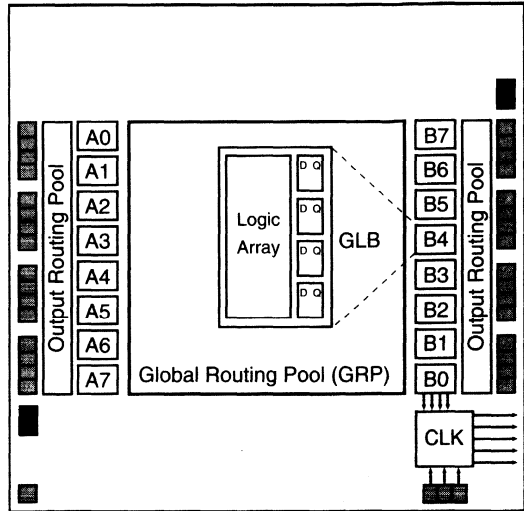 Output Routing Pool
A0
A1
A2
A3
A4
A5
A6
A7
Logic
Array
D Q
D Q
D Q
D Q
GLB
Global Routing Pool (GRP)
B7
B6
B5
B4
B3
B2
B1
B0
Output Routing Pool
CLK